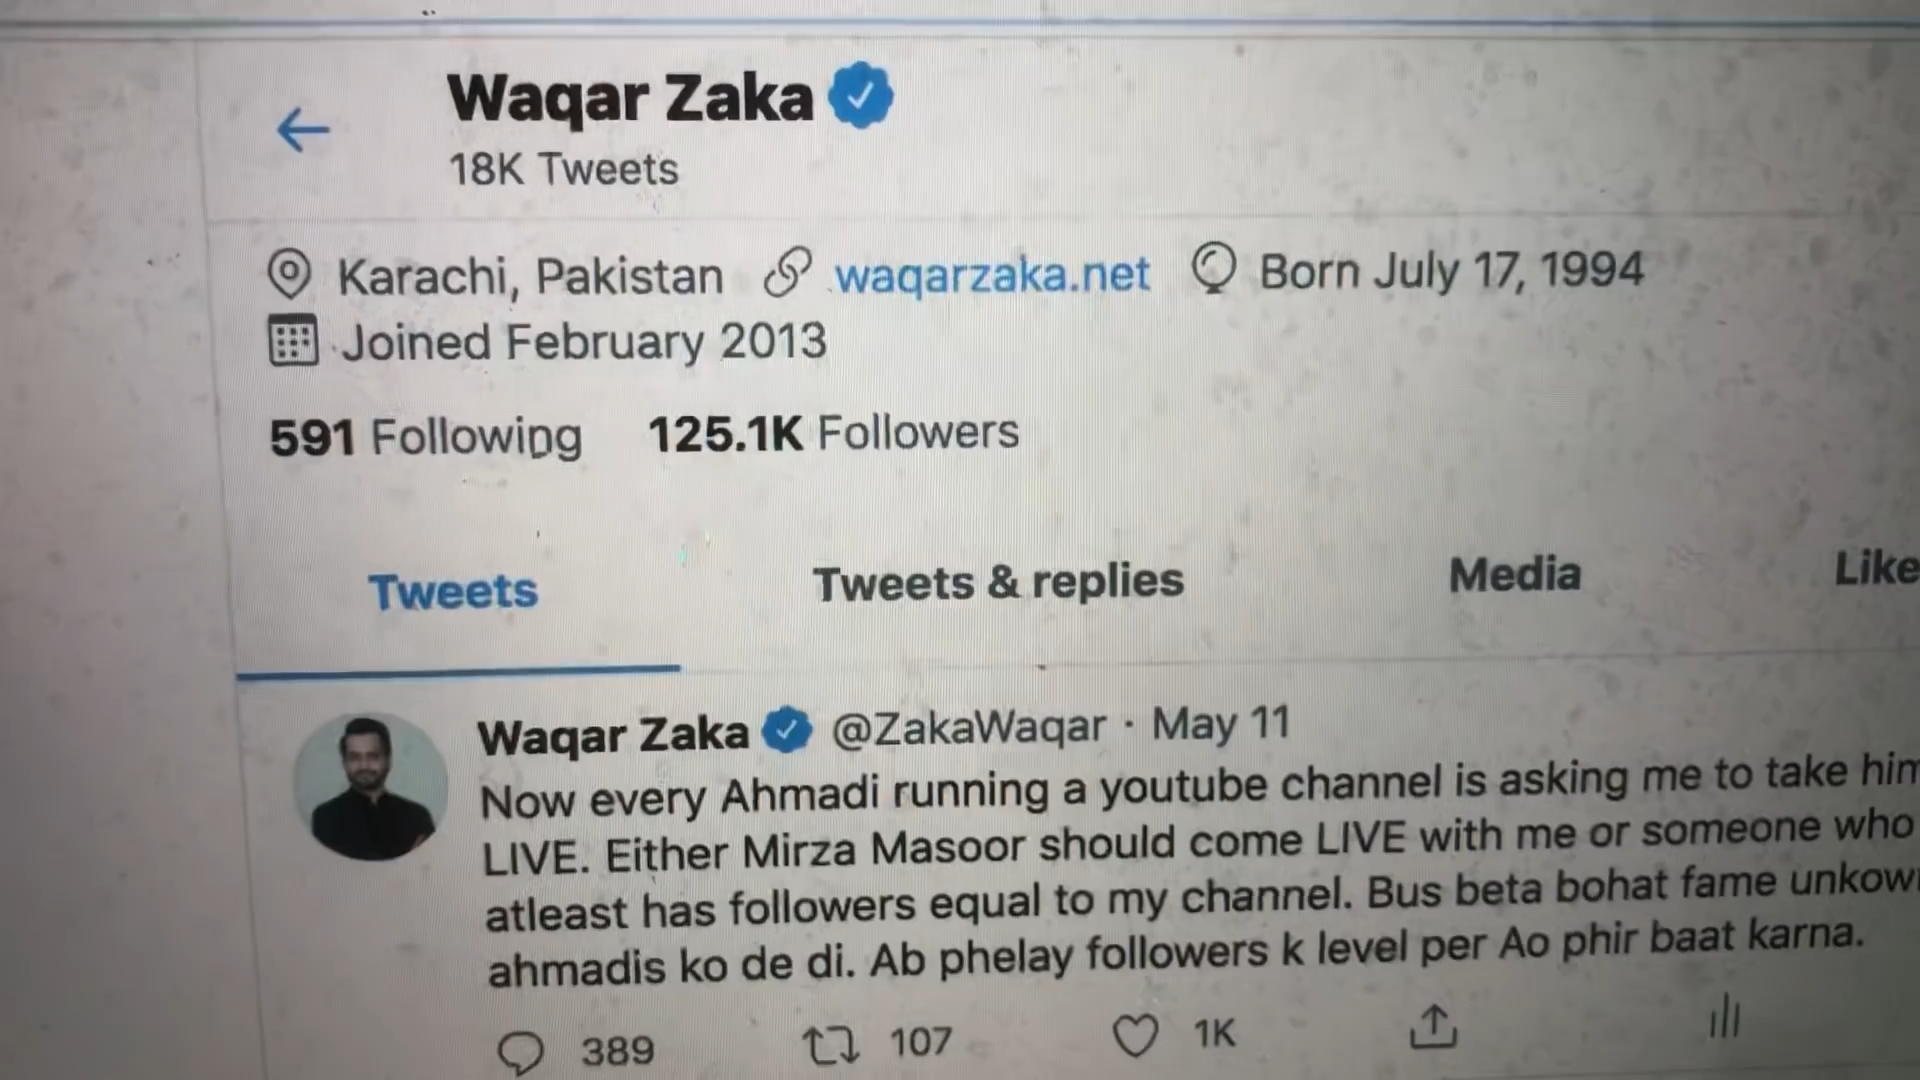 Waqar Zaka
18K Tweets
Karachi, Pakistan waqarzaka.net Born July 17, 1994
Joined February 2013
591 Following 125.1K Followers
Tweets Tweets & replies Media Like
Waqar Zaka @ZakaWaqar · May 11
Now every Ahmadi running a youtube channel is asking me to take him
LIVE. Either Mirza Masoor should come LIVE with me or someone who
atleast has followers equal to my channel. Bus beta bohat fame unkown
ahmadis ko de di. Ab phelay followers k level per Ao phir baat karna.
389 107 1K